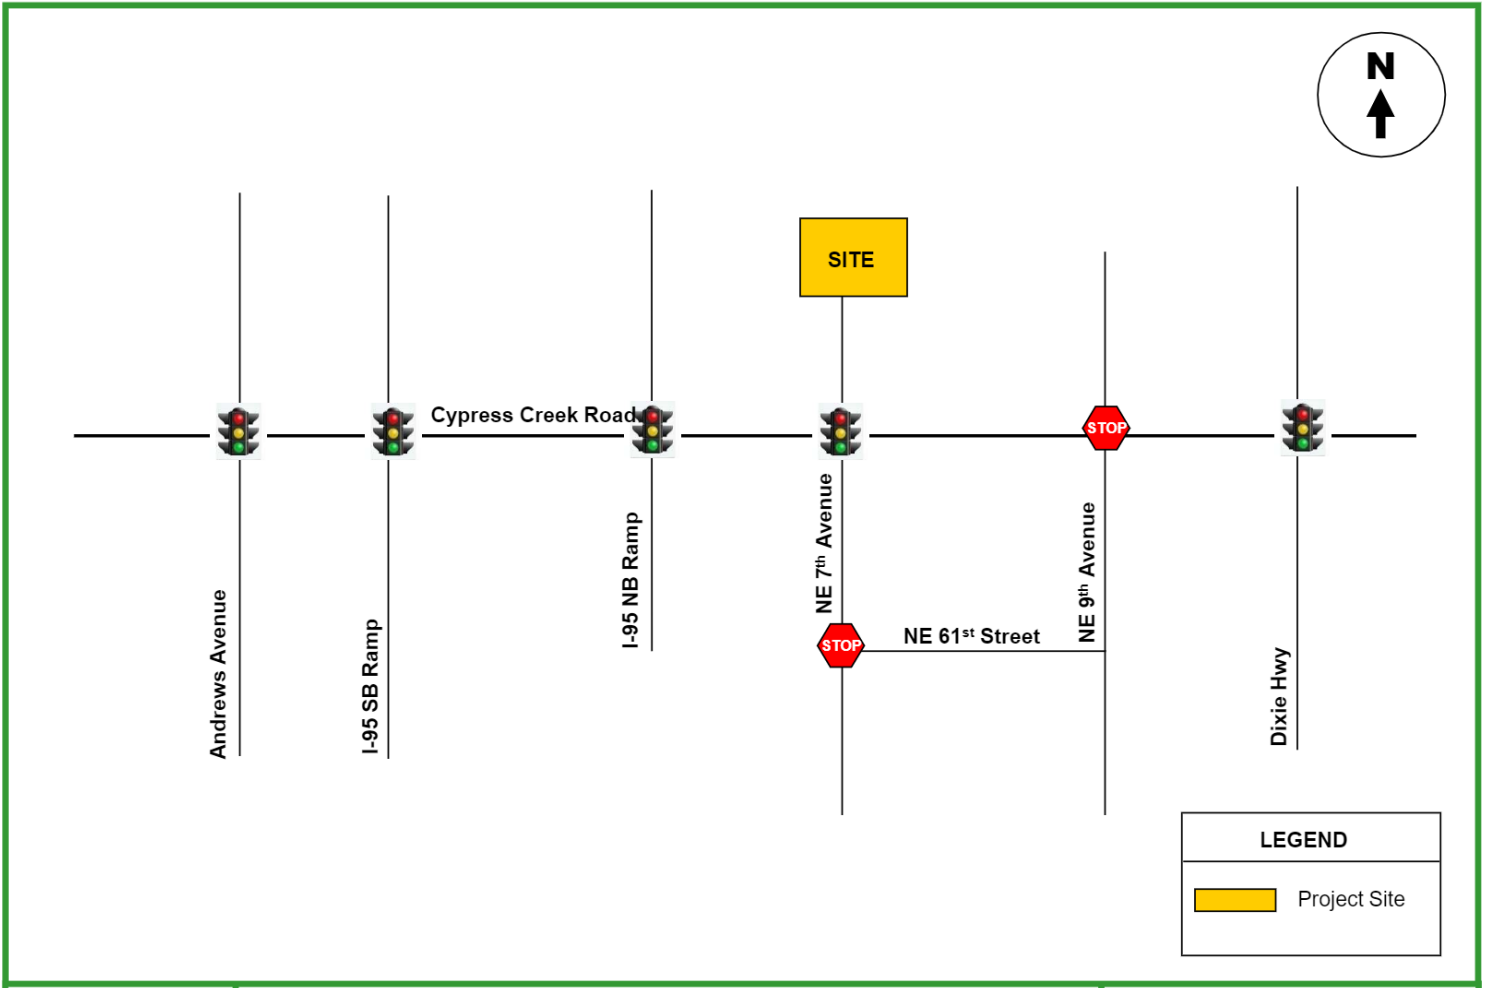 N
SITE
Cypress Creek Road
STOP
NE 7th Avenue
NE 9th Avenue
I-95 NB Ramp
Andrews Avenue
I-95 SB Ramp
STOP
NE 61st Street
Dixie Hwy
LEGEND
Project Site